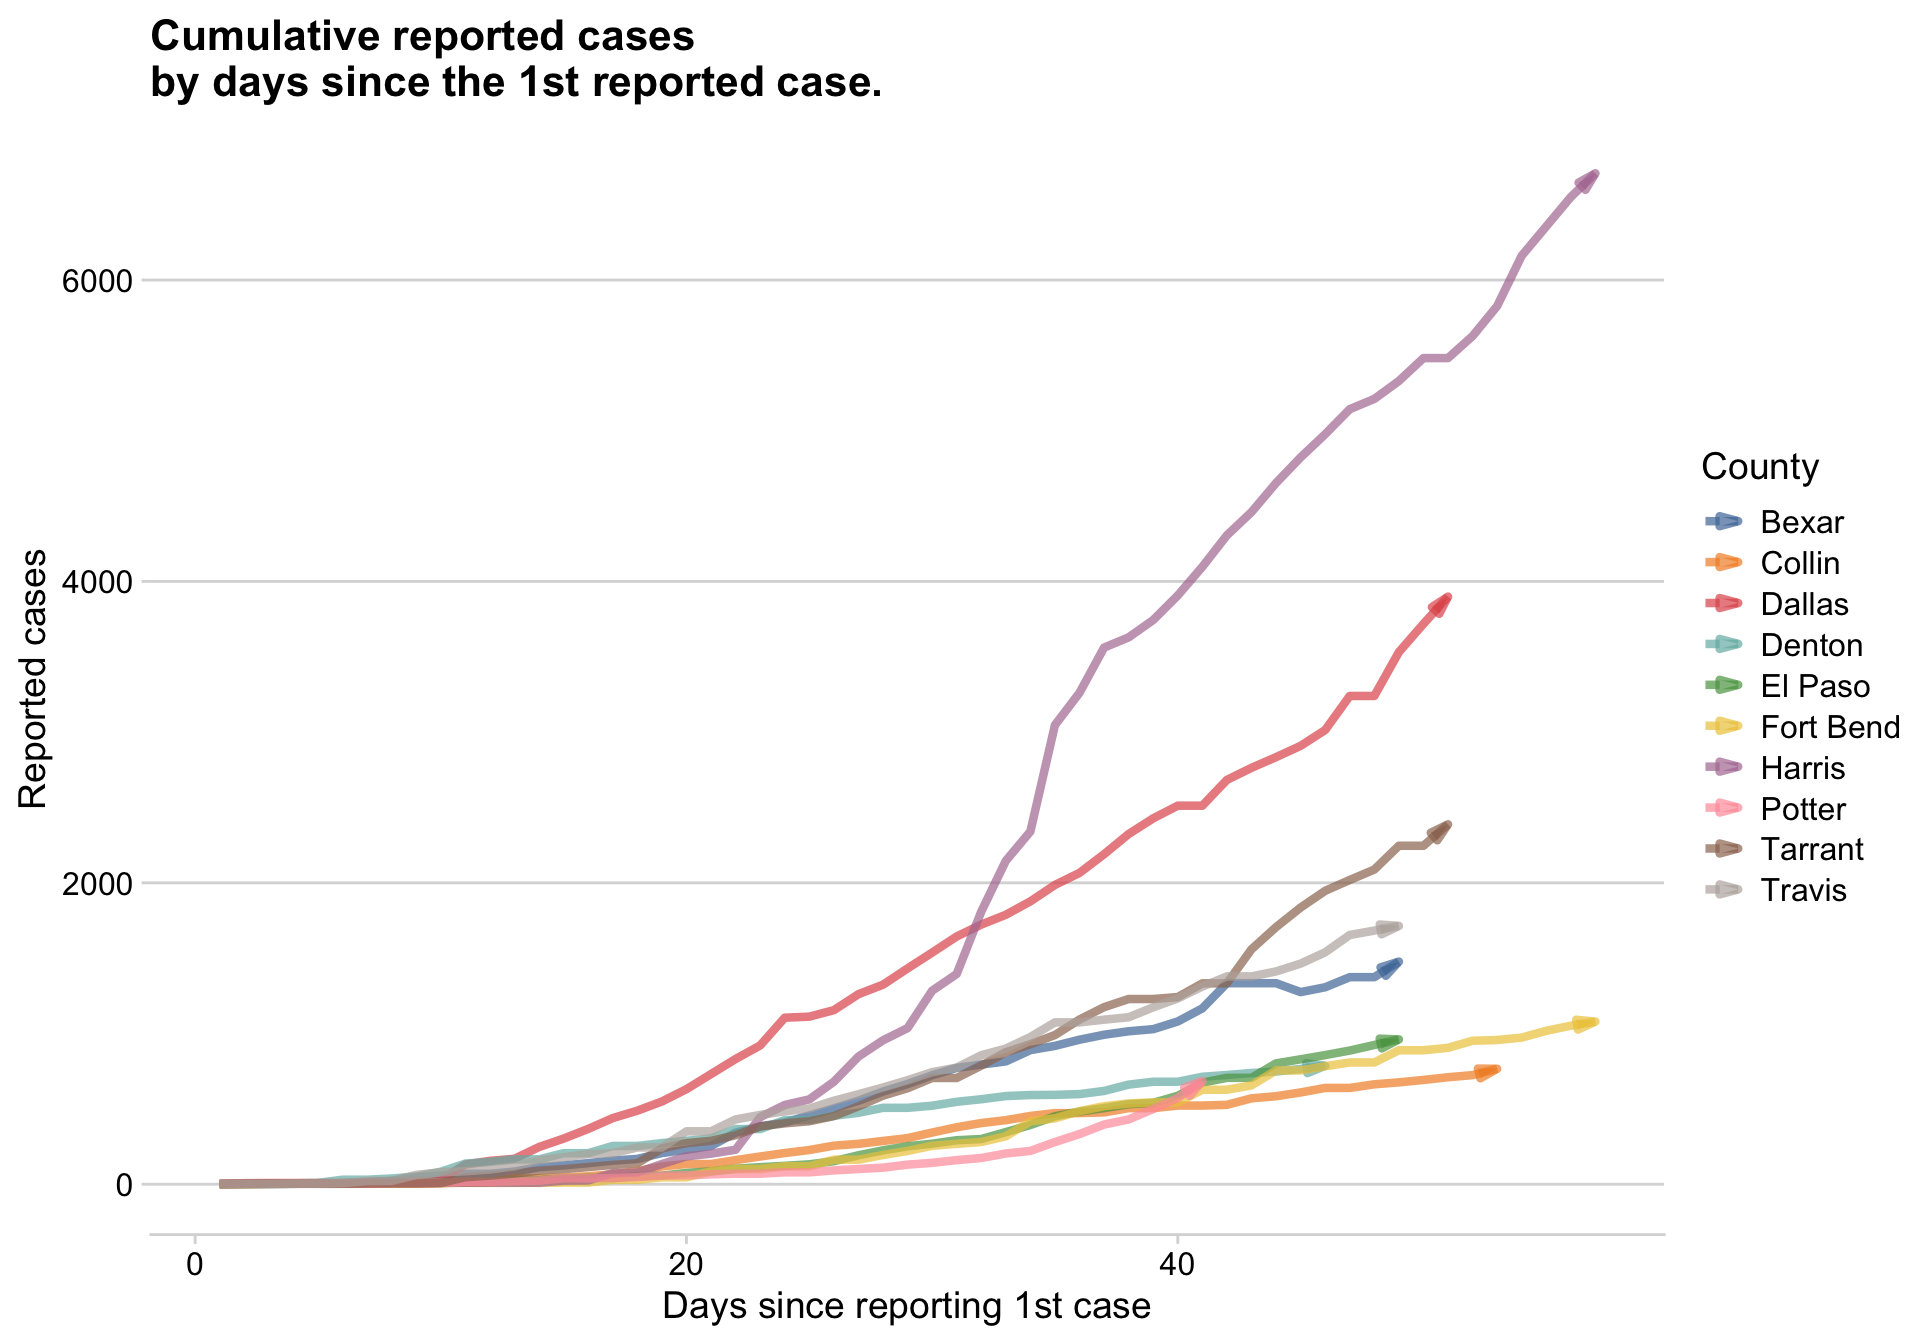 Cumulative reported cases
by days since the 1st reported case.
Reported cases
6000
4000
2000
0
0
20
40
Days since reporting 1st case
County
Bexar
Collin
Dallas
Denton
El Paso
Fort Bend
Harris
Potter
Tarrant
Travis